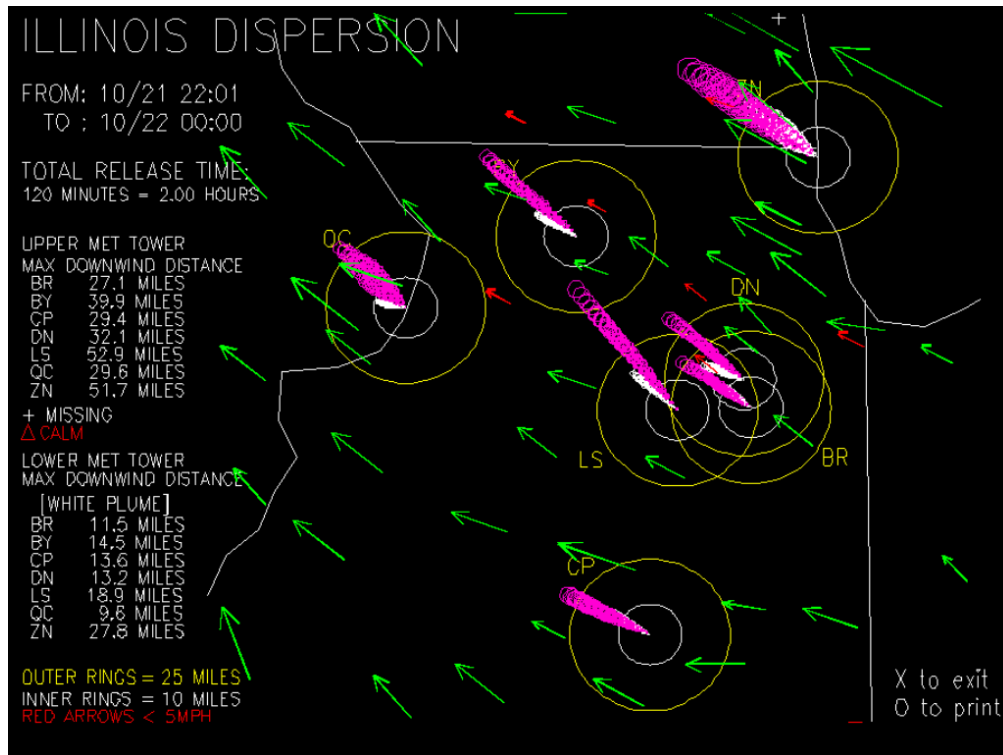 ILLINOIS DISPERSION
FROM: 10/21 22:01
TO : 10/22 00:00
TOTAL RELEASE TIME:
120 MINUTES = 2.00 HOURS
UPPER MET TOWER
MAX DOWNWIND DISTANCE
BR 27.1 MILES
BY 39.9 MILES
CP 29.4 MILES
DN 32.1 MILES
LS 52.9 MILES
QC 29.6 MILES
ZN 51.7 MILES
+ MISSING
△ CALM
LOWER MET TOWER
MAX DOWNWIND DISTANCE
[WHITE PLUME]
BR 11.5 MILES
BY 14.5 MILES
CP 13.6 MILES
DN 13.2 MILES
LS 18.9 MILES
QC 9.6 MILES
ZN 27.8 MILES
OUTER RINGS = 25 MILES
INNER RINGS = 10 MILES
RED ARROWS < 5MPH
ZN
BY
QC
DN
LS
BR
CP
X to exit
O to print